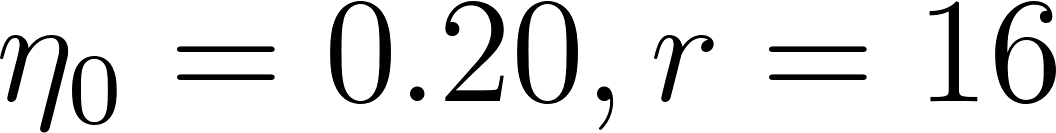 η₀ = 0.20, r = 16